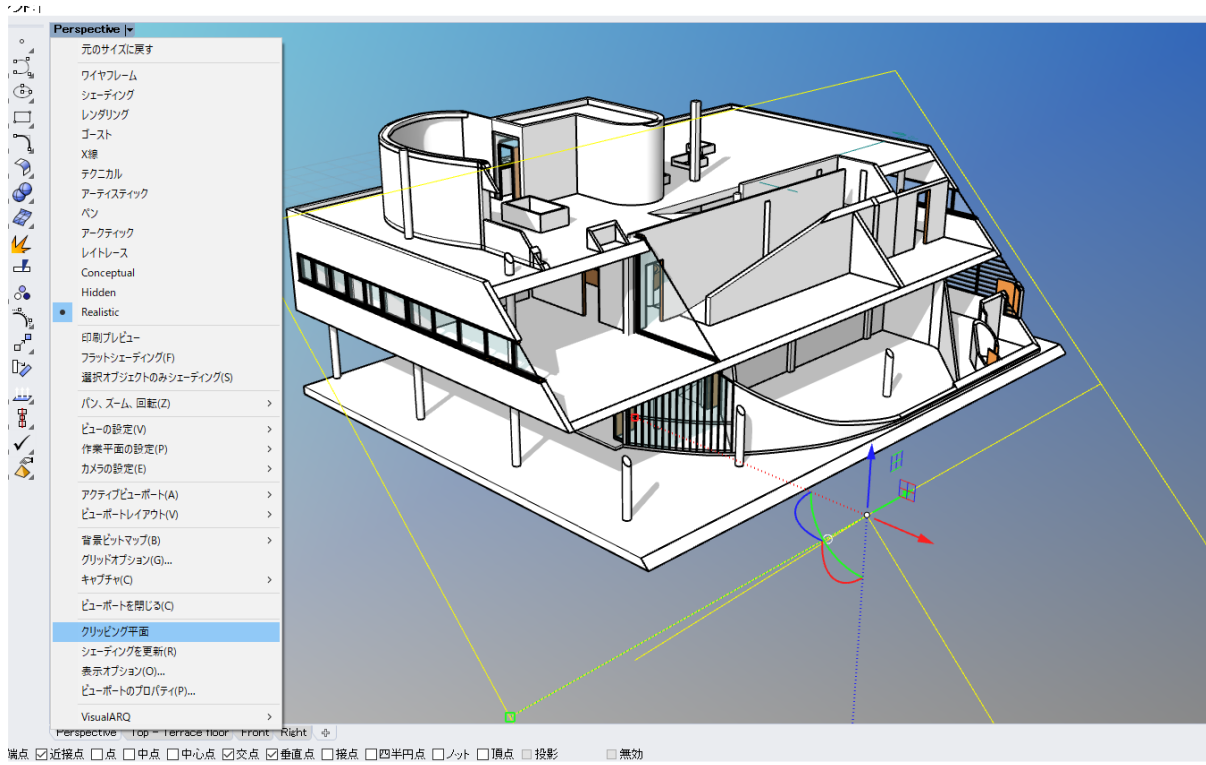 Perspective
元のサイズに戻す
ワイヤフレーム
シェーディング
レンダリング
ゴースト
X線
テクニカル
アーティスティック
ペン
アークティック
レイトレース
Conceptual
Hidden
Realistic
印刷プレビュー
フラットシェーディング(F)
選択オブジェクトのみシェーディング(S)
パン、ズーム、回転(Z)
ビューの設定(V)
作業平面の設定(P)
カメラの設定(E)
アクティブビューポート(A)
ビューポートレイアウト(V)
背景ビットマップ(B)
グリッドオプション(G)...
キャプチャ(C)
ビューポートを閉じる(C)
クリッピング平面
シェーディングを更新(R)
表示オプション(O)...
ビューポートのプロパティ(P)...
VisualARQ
Perspective Top - Terrace floor Front Right
端点 近接点 点 中点 中心点 交点 垂直点 接点 四半円点 ノット 頂点 投影 無効